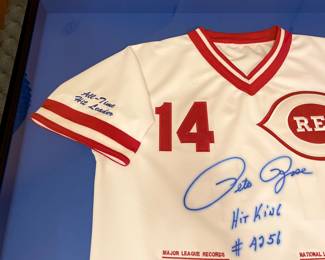 All-Time
Hit Leader
14
RE
Pete Rose
Hit King
# 4256
MAJOR LEAGUE RECORDS
NATIONAL